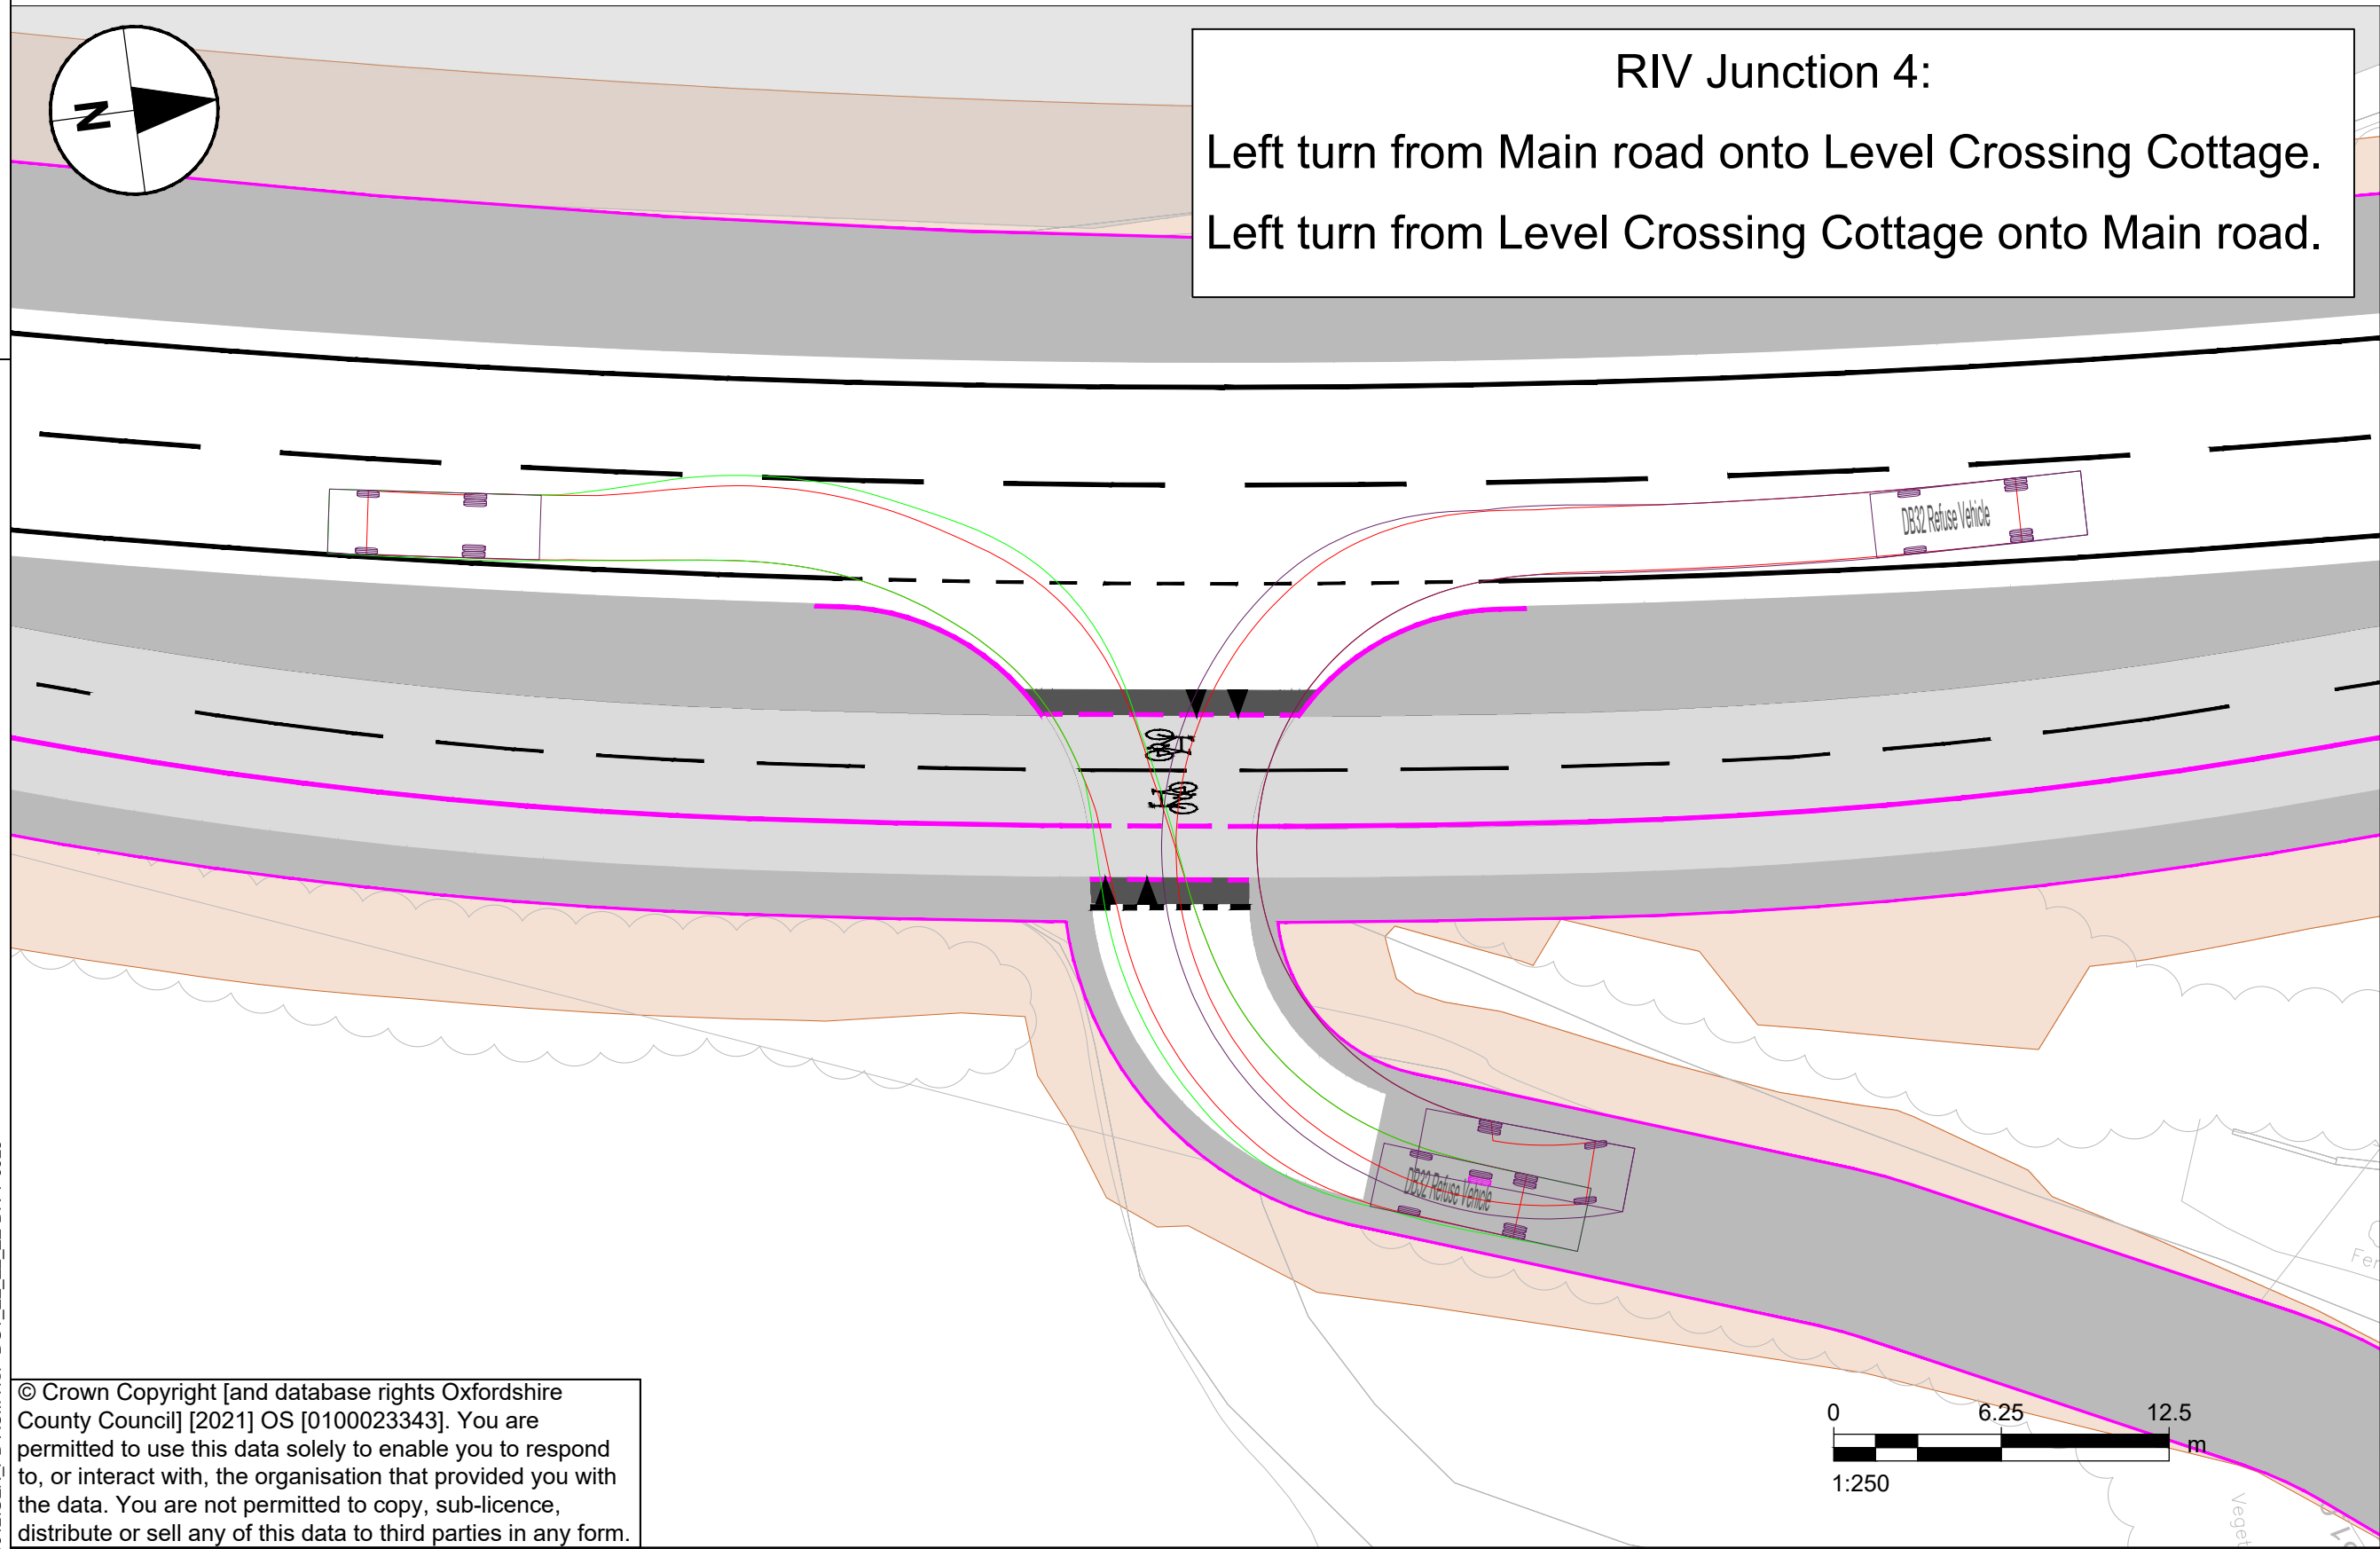 N
RIV Junction 4:
Left turn from Main road onto Level Crossing Cottage.
Left turn from Level Crossing Cottage onto Main road.
DB32 Refuse Vehicle
DB32 Refuse Vehicle
0 6.25 12.5
m
1:250
© Crown Copyright [and database rights Oxfordshire
County Council] [2021] OS [0100023343]. You are
permitted to use this data solely to enable you to respond
to, or interact with, the organisation that provided you with
the data. You are not permitted to copy, sub-licence,
distribute or sell any of this data to third parties in any form.